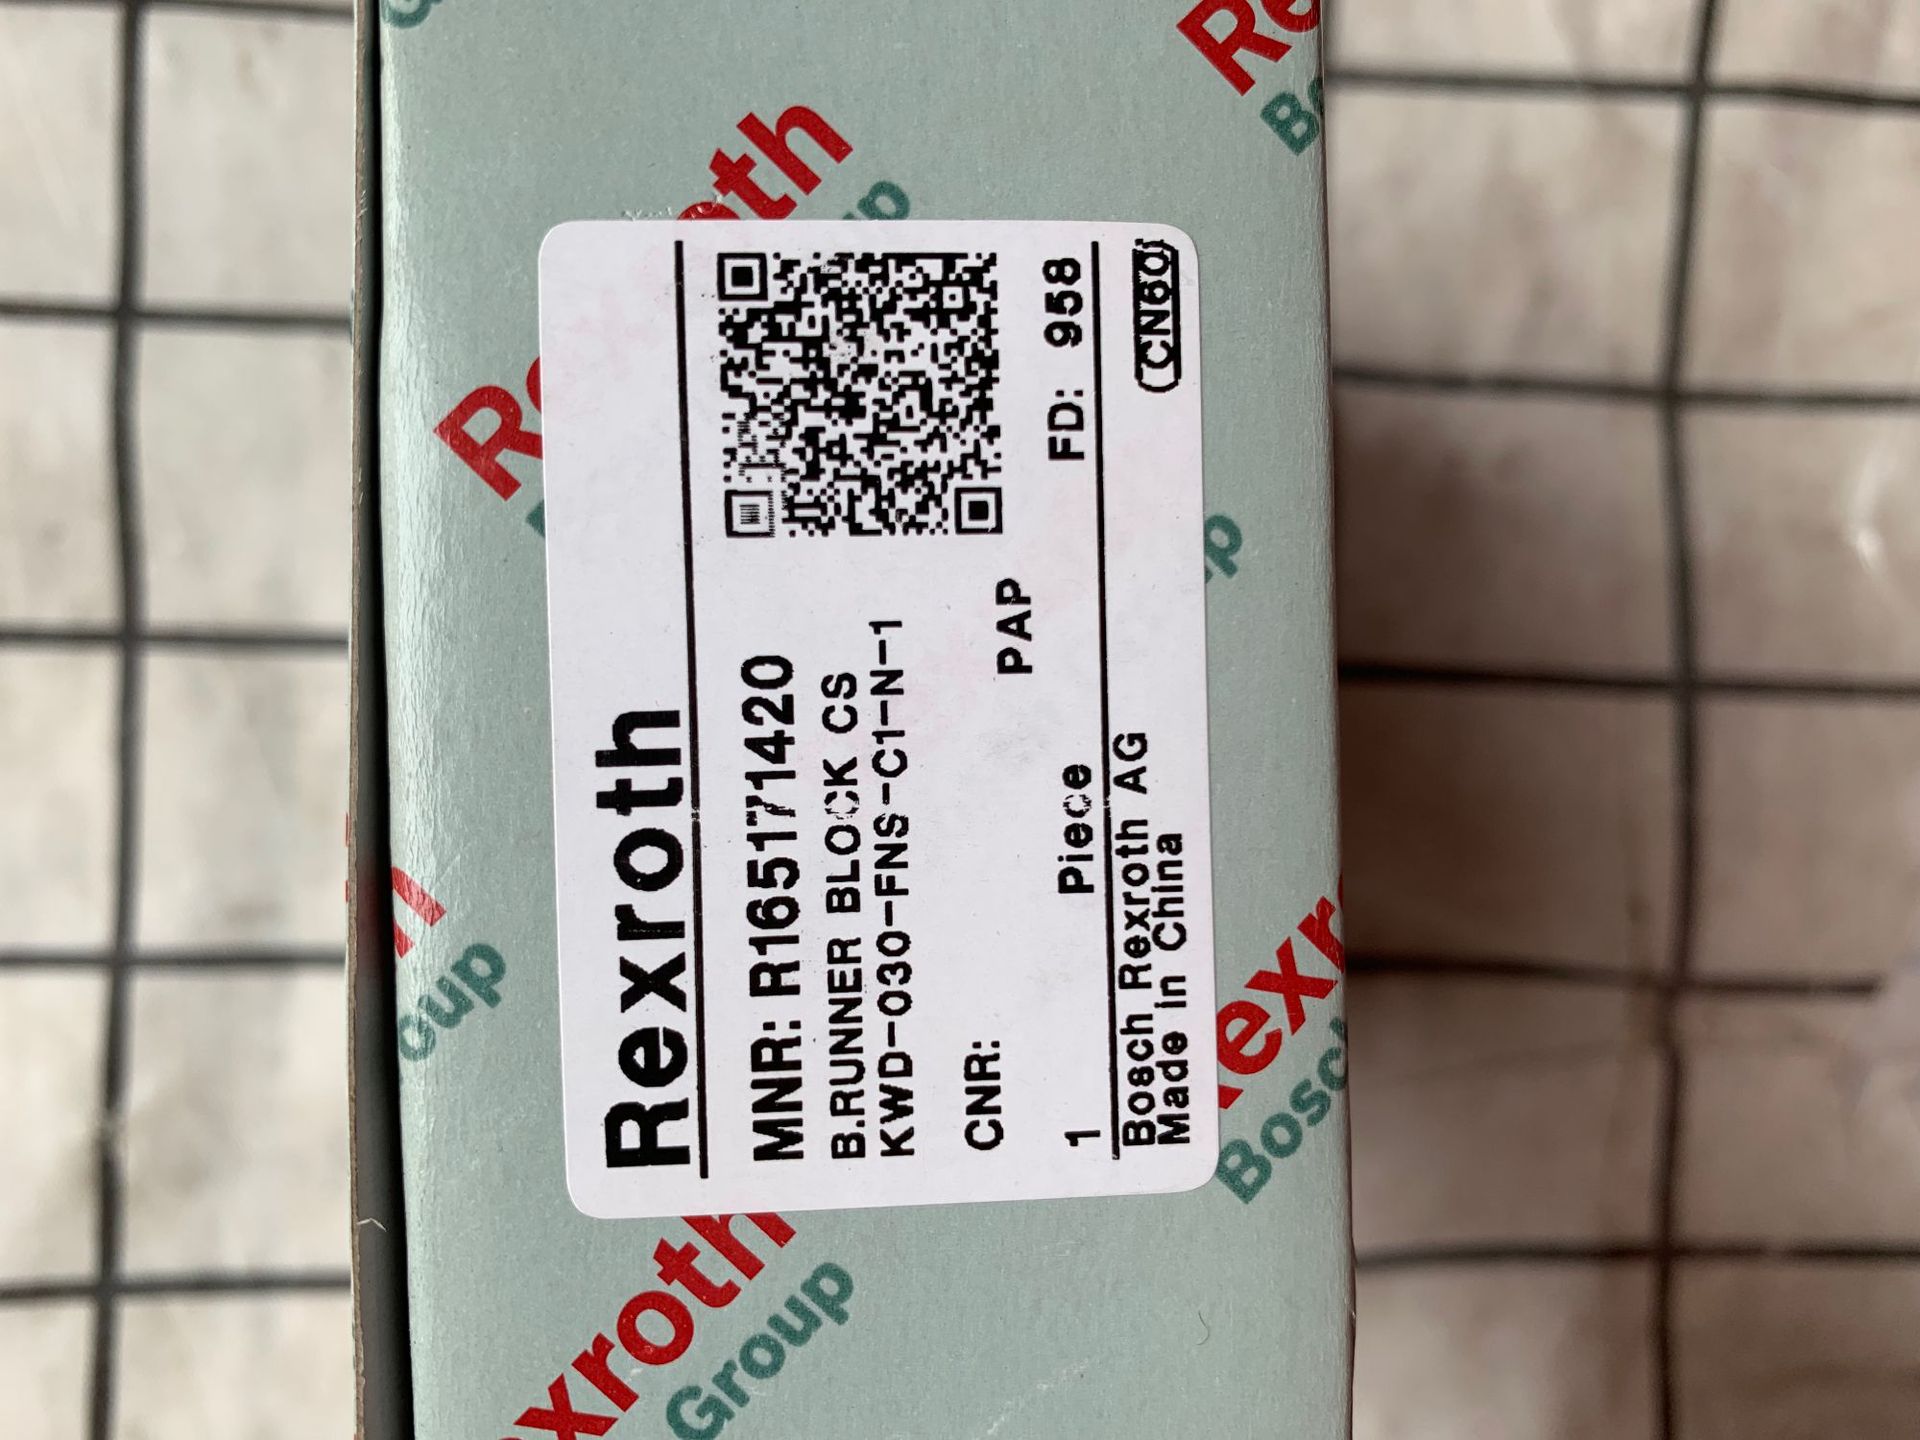 Rexroth
MNR: R165171420
B.RUNNER BLOCK CS
KWD-030-FNS-C1-N-1
CNR:
PAP
1 Piece FD: 958
Bosch Rexroth AG
Made in China
CN60
Rexroth
Bosch Group